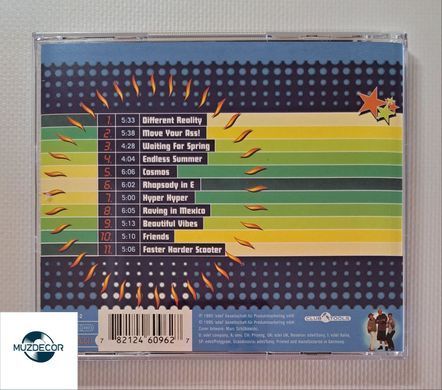 1. 5:33 Different Reality
2. 5:38 Move Your Ass!
3. 4:28 Waiting For Spring
4. 4:04 Endless Summer
5. 6:06 Cosmos
6. 6:02 Rhapsody in E
7. 5:00 Hyper Hyper
8. 6:05 Raving in Mexico
9. 5:13 Beautiful Vibes
10. 5:10 Friends
11. 5:06 Faster Harder Scooter
CLUB TOOLS
7 82124 60962 7
MUZDECOR